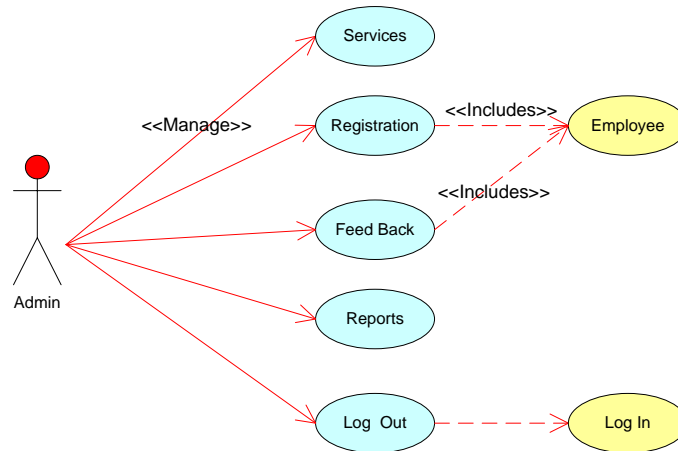 Services
<<Manage>>
Registration
<<Includes>>
Employee
<<Includes>>
Feed Back
Admin
Reports
Log Out
Log In